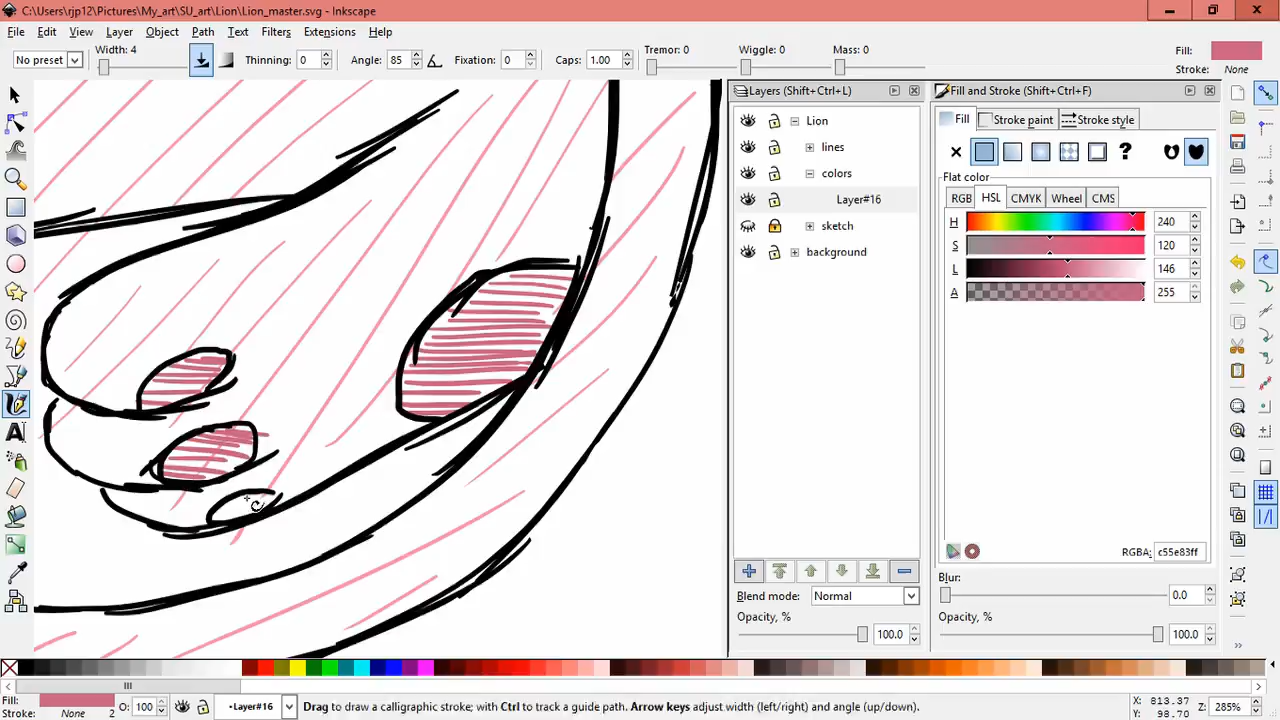 C:\Users\rjp12\Pictures\My_art\SU_art\Lion\Lion_master.svg - Inkscape
File Edit View Layer Object Path Text Filters Extensions Help
No preset Width: 4 Thinning: 0 Angle: 85 Fixation: 0 Caps: 1.00 Tremor: 0 Wiggle: 0 Mass: 0 Fill:
Stroke: None
Layers (Shift+Ctrl+L)
Lion
lines
colors
Layer#16
sketch
background
Blend mode: Normal
Opacity, %
100.0
Fill and Stroke (Shift+Ctrl+F)
Fill Stroke paint Stroke style
?
Flat color
RGB HSL CMYK Wheel CMS
H 240
S 120
L 146
A 255
RGBA: c55e83ff
Blur:
0.0
Opacity, %
100.0
Fill:
Stroke: None 2
O: 100 •Layer#16 Drag to draw a calligraphic stroke; with Ctrl to track a guide path. Arrow keys adjust width (left/right) and angle (up/down).
X: 813.37
Y: 98.70
Z: 285%